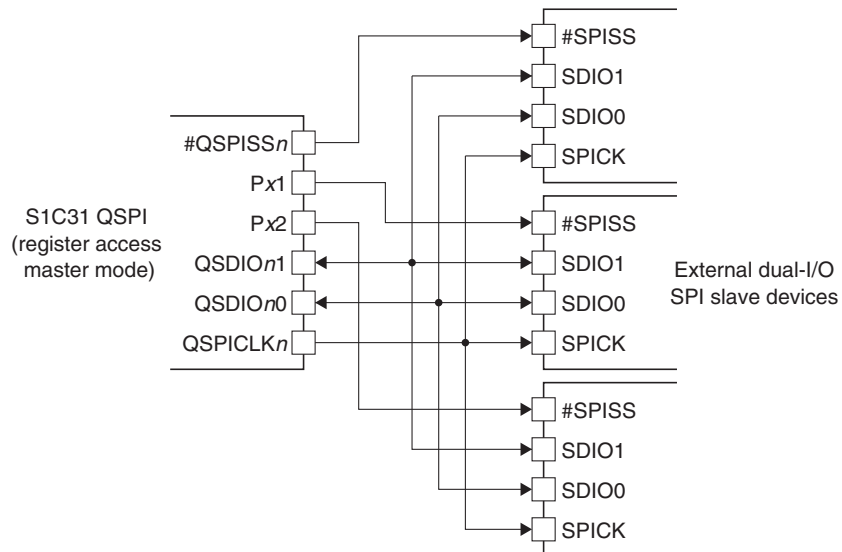 #SPISS
SDIO1
SDIO0
SPICK
#QSPISSn
Px1
Px2
QSDIOn1
QSDIOn0
QSPICLKn
S1C31 QSPI
(register access
master mode)
#SPISS
SDIO1
SDIO0
SPICK
External dual-I/O
SPI slave devices
#SPISS
SDIO1
SDIO0
SPICK